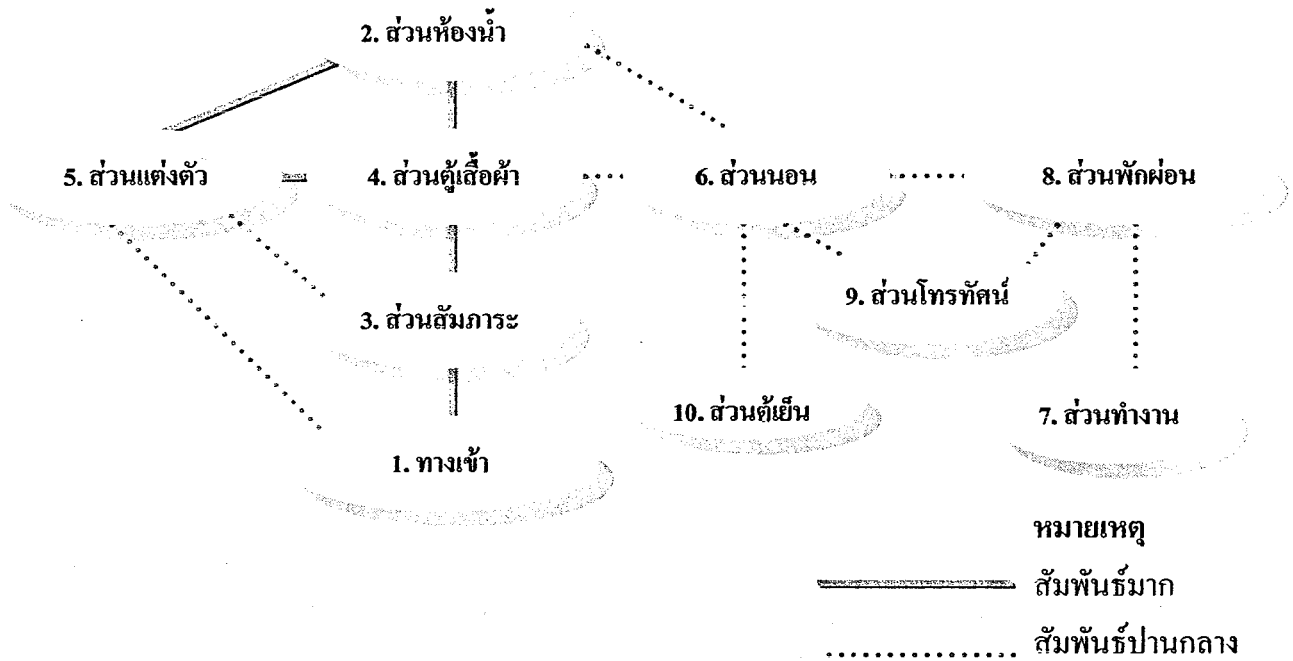 2. ส่วนห้องน้ำ
5. ส่วนแต่งตัว
4. ส่วนตู้เสื้อผ้า
6. ส่วนนอน
8. ส่วนพักผ่อน
9. ส่วนโทรทัศน์
3. ส่วนสัมภาระ
10. ส่วนตู้เย็น
7. ส่วนทำงาน
1. ทางเข้า
หมายเหตุ
สัมพันธ์มาก
สัมพันธ์ปานกลาง